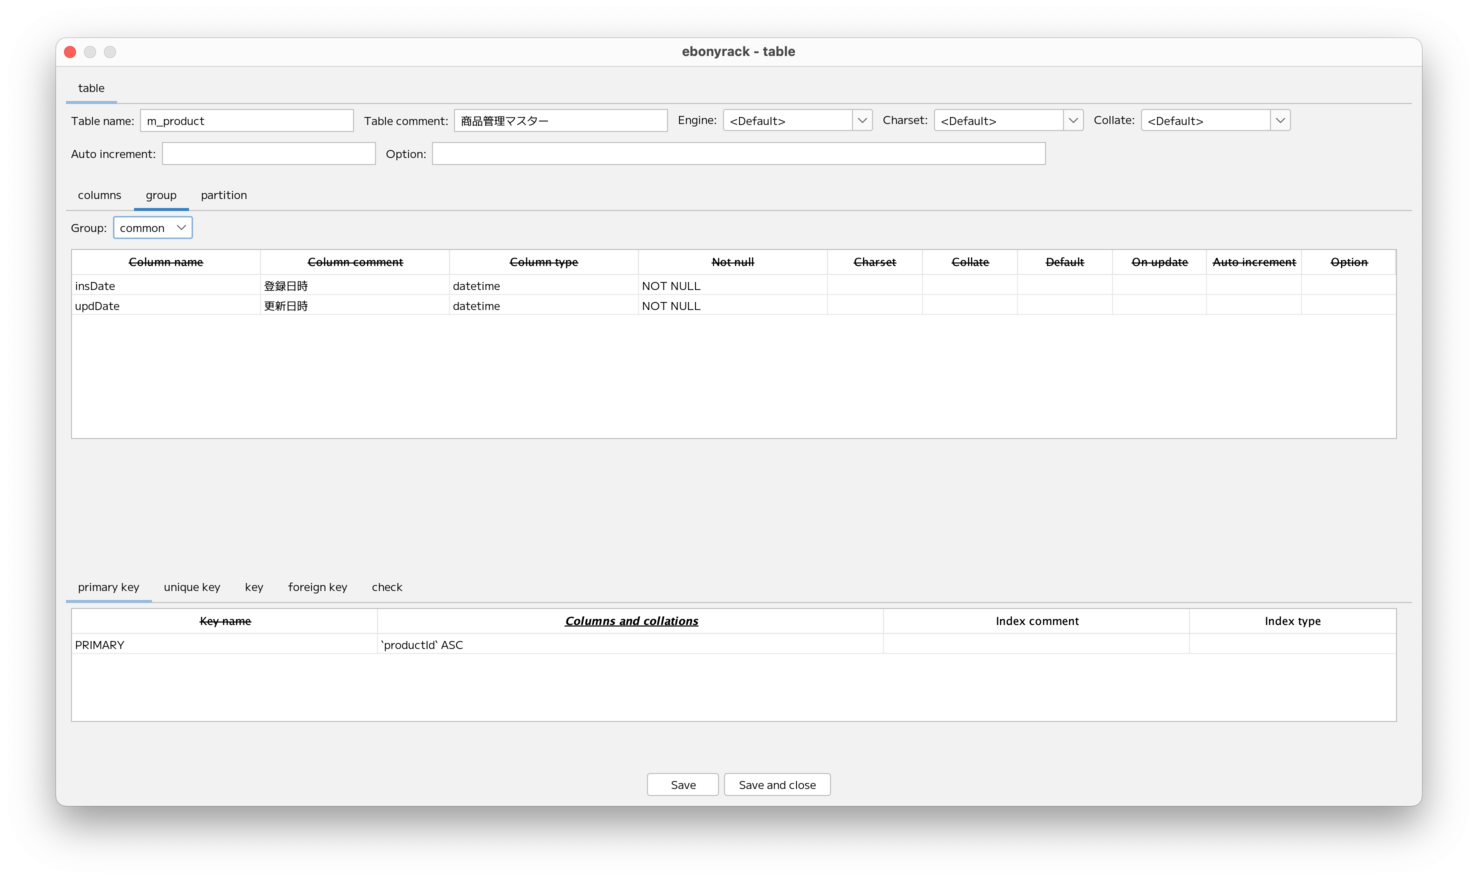 ebonyrack - table
table
Table name: m_product Table comment: 商品管理マスター Engine: <Default> Charset: <Default> Collate: <Default>
Auto increment: Option:
columns group partition
Group: common
Column name Column comment Column type Not null Charset Collate Default On update Auto increment Option
insDate 登録日時 datetime NOT NULL
updDate 更新日時 datetime NOT NULL
primary key unique key key foreign key check
Key name Columns and collations Index comment Index type
PRIMARY `productId` ASC
Save Save and close